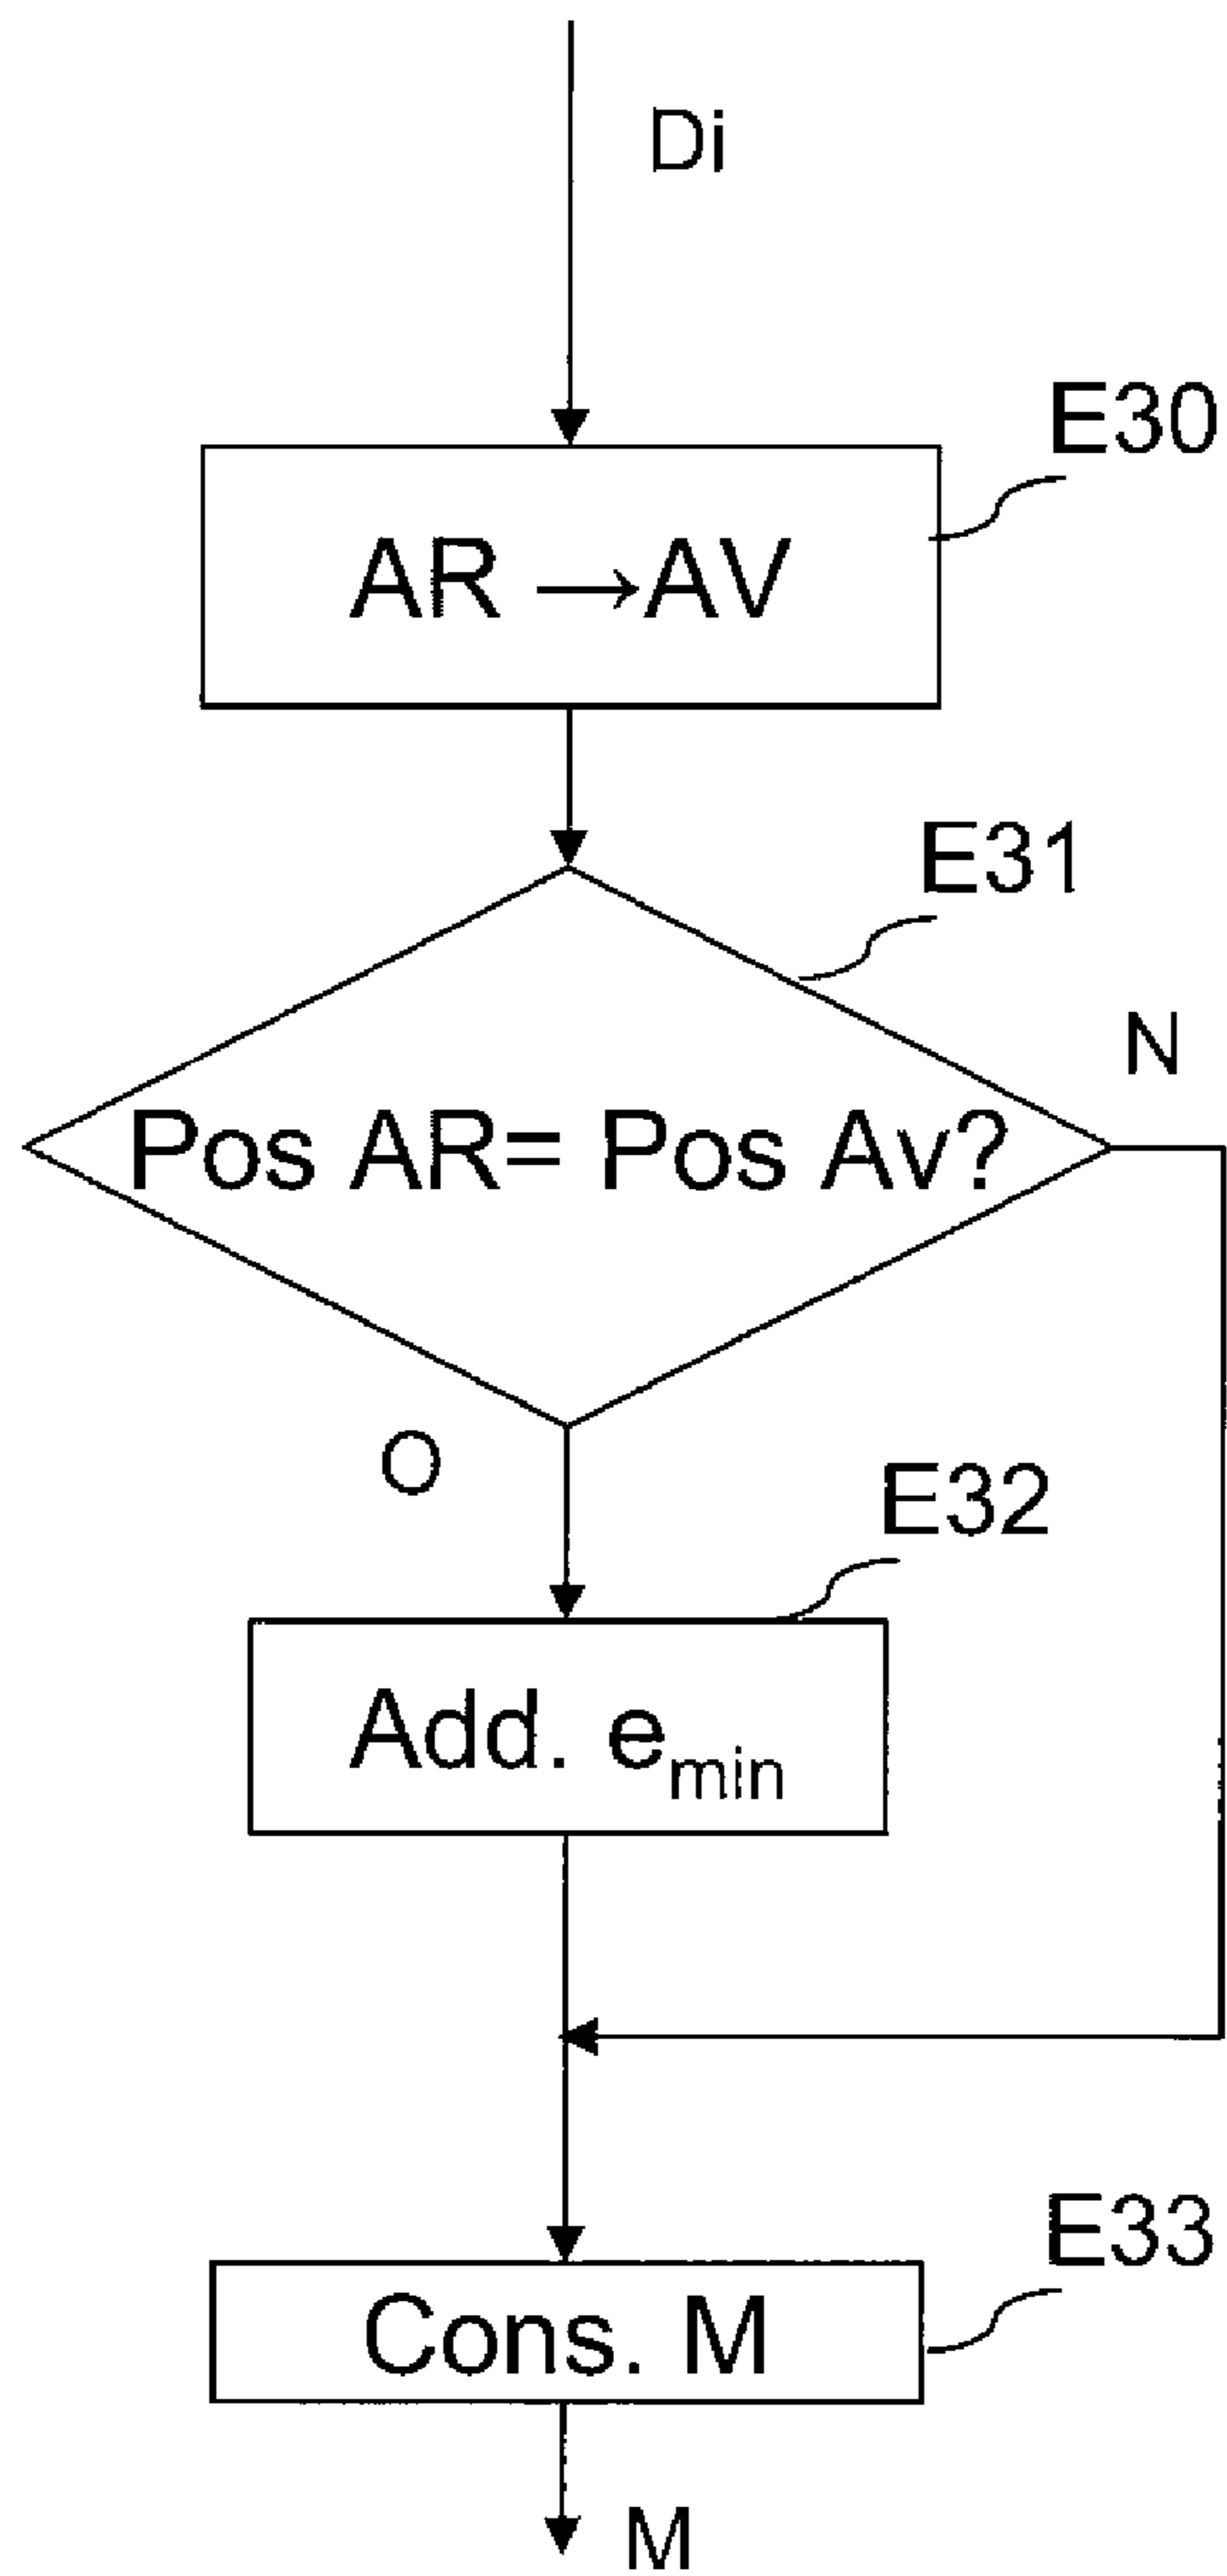 Di
E30
AR →AV
E31
N
Pos AR= Pos Av?
O
E32
Add. emin
E33
Cons. M
M